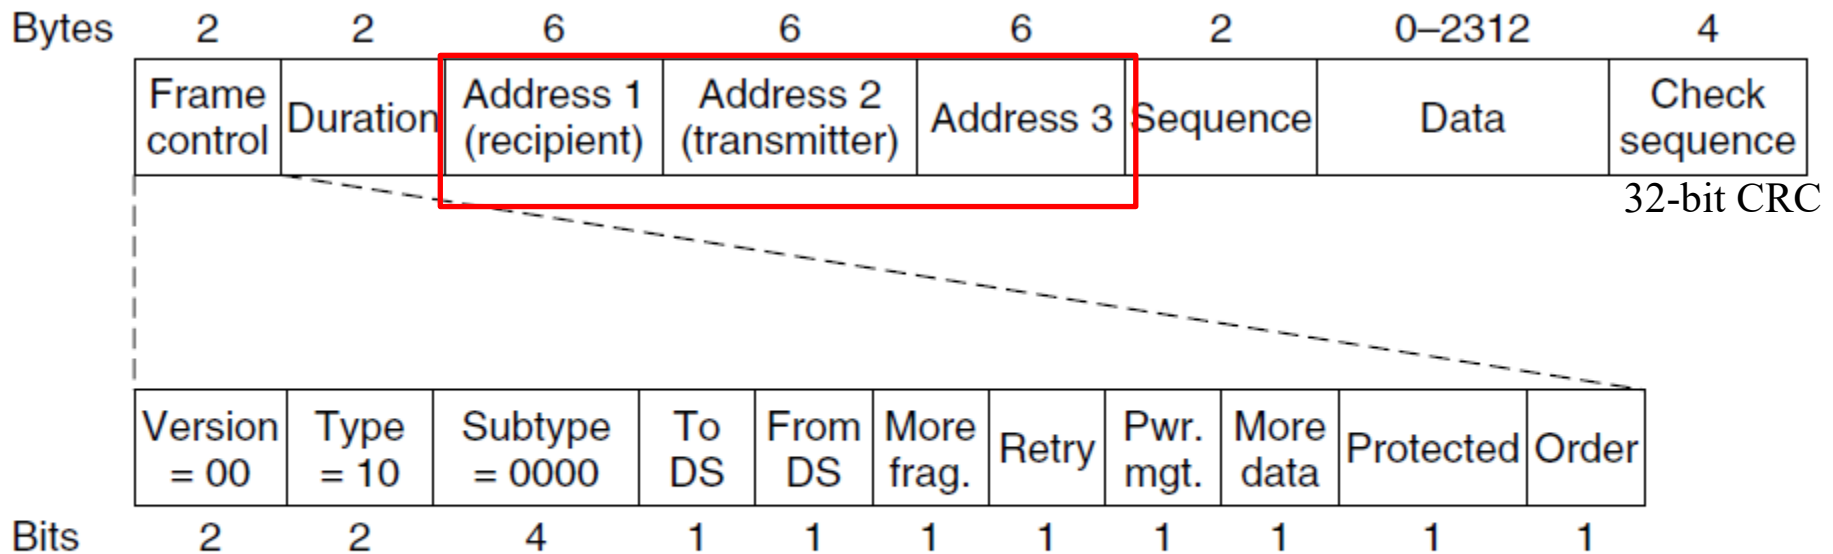 Bytes 2 2 6 6 6 2 0–2312 4
Frame control Duration Address 1 (recipient) Address 2 (transmitter) Address 3 Sequence Data Check sequence
32-bit CRC
Version = 00 Type = 10 Subtype = 0000 To DS From DS More frag. Retry Pwr. mgt. More data Protected Order
Bits 2 2 4 1 1 1 1 1 1 1 1